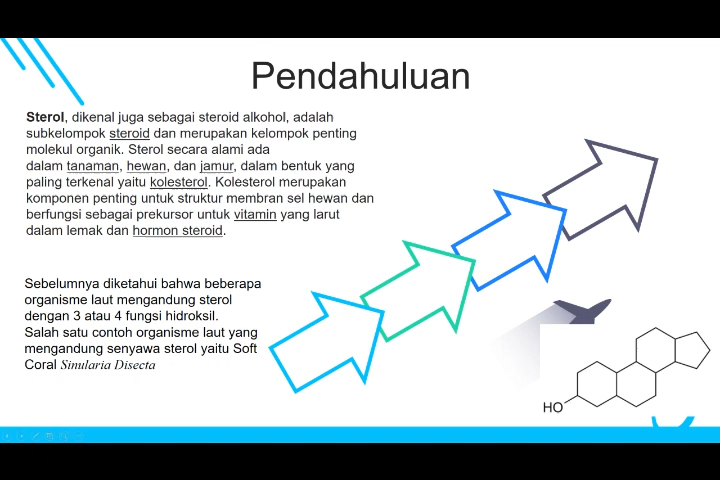 Pendahuluan
Sterol, dikenal juga sebagai steroid alkohol, adalah
subkelompok steroid dan merupakan kelompok penting
molekul organik. Sterol secara alami ada
dalam tanaman, hewan, dan jamur, dalam bentuk yang
paling terkenal yaitu kolesterol. Kolesterol merupakan
komponen penting untuk struktur membran sel hewan dan
berfungsi sebagai prekursor untuk vitamin yang larut
dalam lemak dan hormon steroid.
Sebelumnya diketahui bahwa beberapa
organisme laut mengandung sterol
dengan 3 atau 4 fungsi hidroksil.
Salah satu contoh organisme laut yang
mengandung senyawa sterol yaitu Soft
Coral Sinularia Disecta
HO